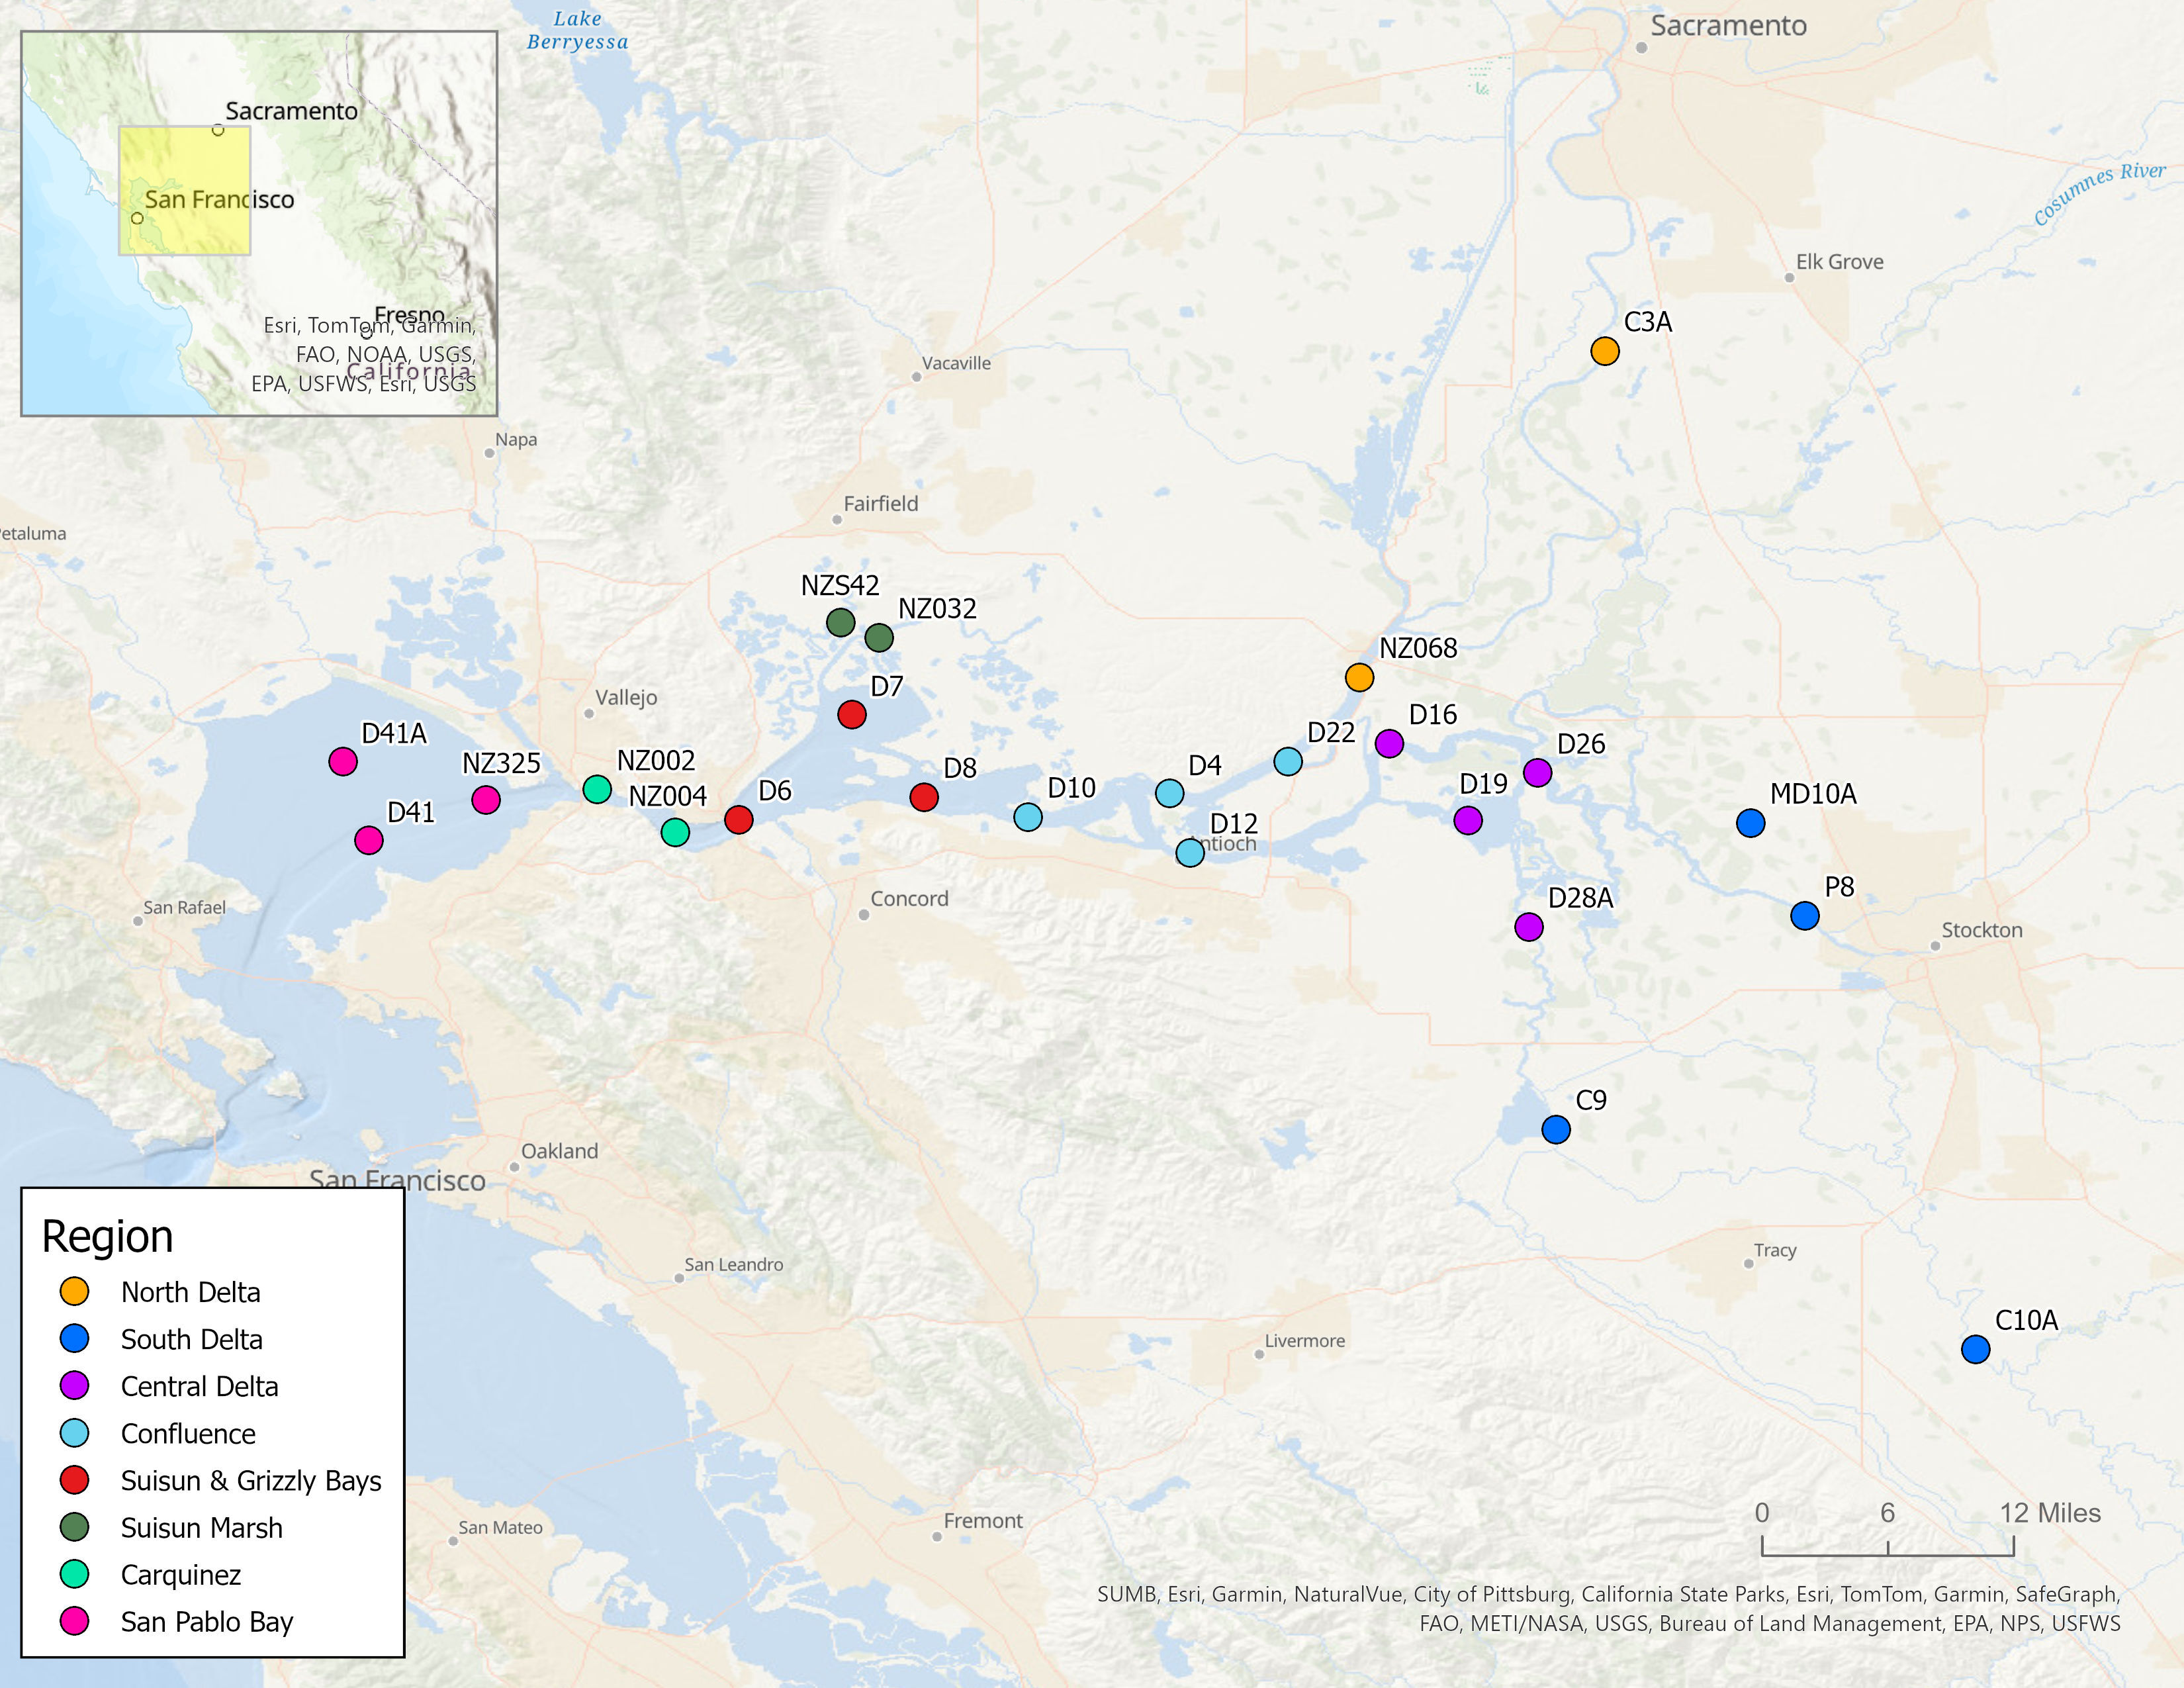 Lake
Berryessa
Sacramento
Sacramento
San Francisco
Fresno
Esri, TomTom, Garmin,
FAO, NOAA, USGS,
California
EPA, USFWS, Esri, USGS
Cosumnes River
Elk Grove
C3A
Vacaville
Napa
Fairfield
etaluma
NZS42
NZ032
NZ068
D7
Vallejo
D16
D41A
D22
D26
NZ325
NZ002
D8
D4
D19
D6
D10
MD10A
NZ004
D41
D12
ntioch
P8
Concord
D28A
San Rafael
Stockton
C9
Oakland
San Francisco
Tracy
San Leandro
C10A
Livermore
Region
North Delta
South Delta
Central Delta
Confluence
Suisun & Grizzly Bays
Suisun Marsh
Carquinez
San Pablo Bay
San Mateo
Fremont
0 6 12 Miles
SUMB, Esri, Garmin, NaturalVue, City of Pittsburg, California State Parks, Esri, TomTom, Garmin, SafeGraph,
FAO, METI/NASA, USGS, Bureau of Land Management, EPA, NPS, USFWS